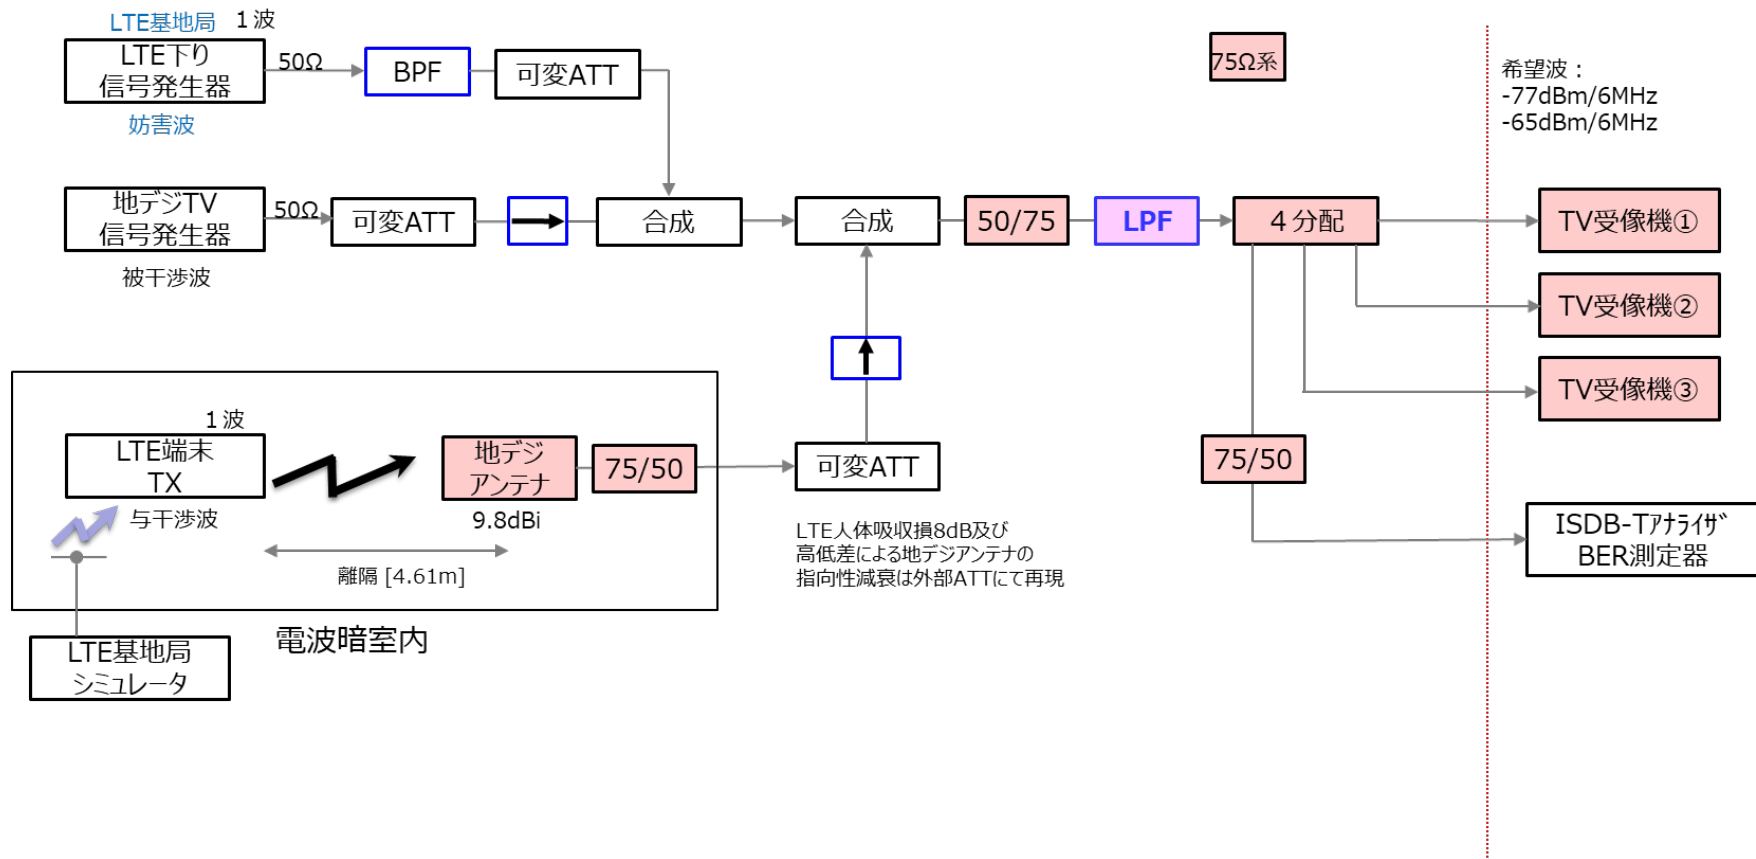 LTE基地局 1波
LTE下り
信号発生器
妨害波
50Ω
BPF
可変ATT
75Ω系
希望波：
-77dBm/6MHz
-65dBm/6MHz
地デジTV
信号発生器
被干渉波
50Ω
可変ATT
合成
合成
50/75
LPF
4分配
TV受像機①
TV受像機②
TV受像機③
1波
LTE端末
TX
与干渉波
地デジ
アンテナ
9.8dBi
75/50
可変ATT
75/50
離隔 [4.61m]
LTE人体吸収損8dB及び
高低差による地デジアンテナの
指向性減衰は外部ATTにて再現
ISDB-Tｱﾅﾗｲｻﾞ
BER測定器
電波暗室内
LTE基地局
シミュレータ